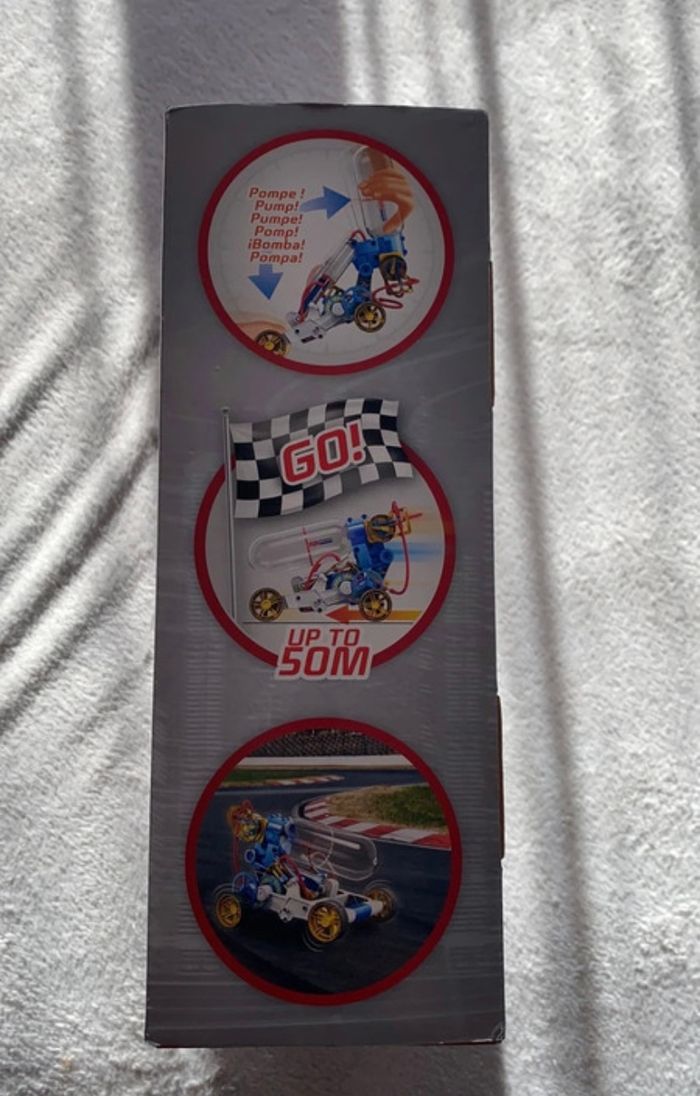 Pompe !
Pump!
Pumpe!
Pomp!
¡Bomba!
Pompa!
GO!
UP TO
50M